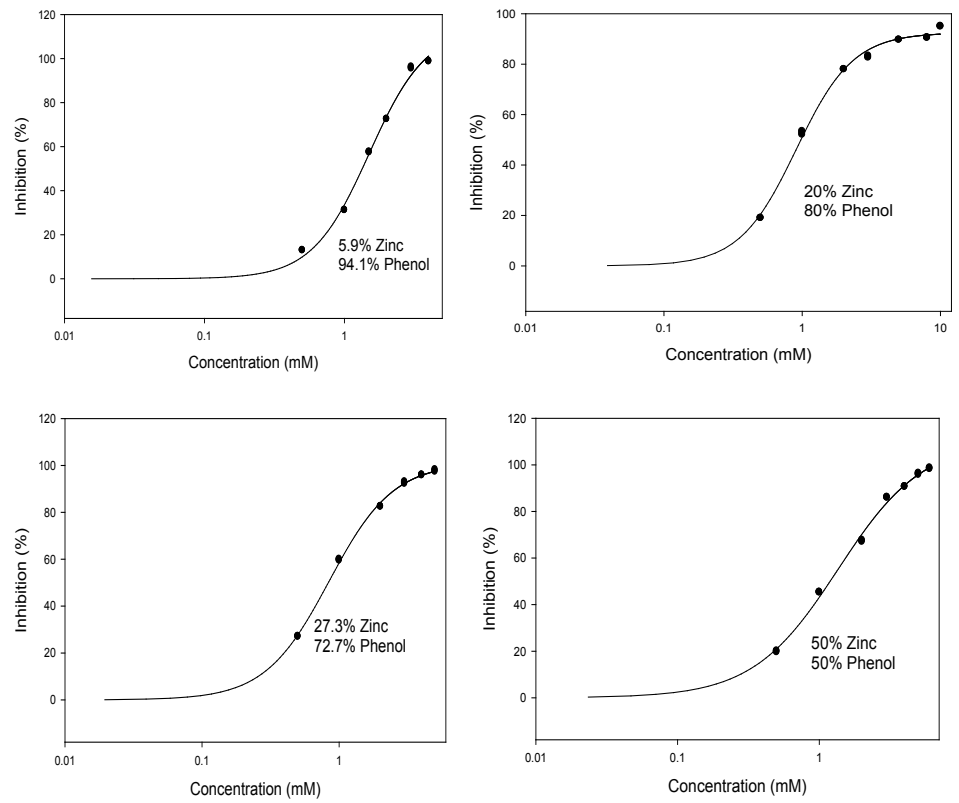 120
100
80
60
40
20
0
Inhibition (%)
5.9% Zinc
94.1% Phenol
0.01 0.1 1
Concentration (mM)
100
80
60
40
20
0
Inhibition (%)
20% Zinc
80% Phenol
0.01 0.1 1 10
Concentration (mM)
120
100
80
60
40
20
0
Inhibition (%)
27.3% Zinc
72.7% Phenol
0.01 0.1 1
Concentration (mM)
120
100
80
60
40
20
0
Inhibition (%)
50% Zinc
50% Phenol
0.01 0.1 1
Concentration (mM)